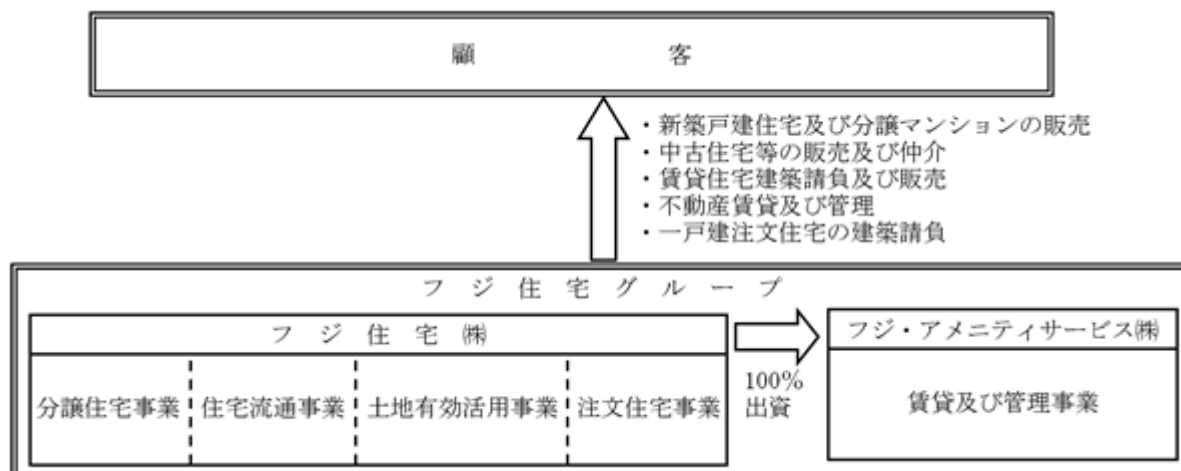 顧客
・新築戸建住宅及び分譲マンションの販売
・中古住宅等の販売及び仲介
・賃貸住宅建築請負及び販売
・不動産賃貸及び管理
・一戸建注文住宅の建築請負
フジ住宅グループ
フジ住宅㈱
分譲住宅事業
住宅流通事業
土地有効活用事業
注文住宅事業
100%
出資
フジ・アメニティサービス㈱
賃貸及び管理事業